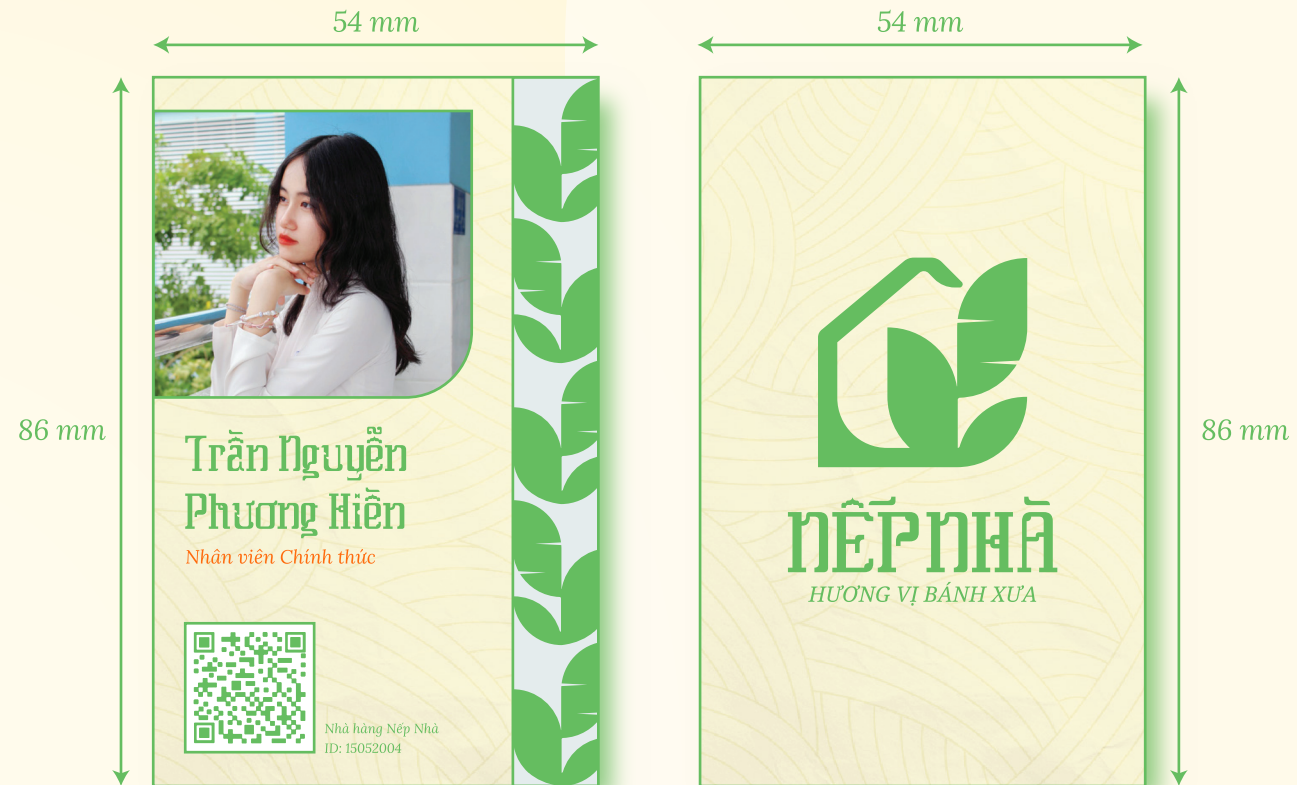 54 mm
54 mm
86 mm
86 mm
Trần Nguyễn
Phương Hiền
Nhân viên Chính thức
Nhà hàng Nếp Nhà
ID: 15052004
NẾP NHÀ
HƯƠNG VỊ BÁNH XƯA